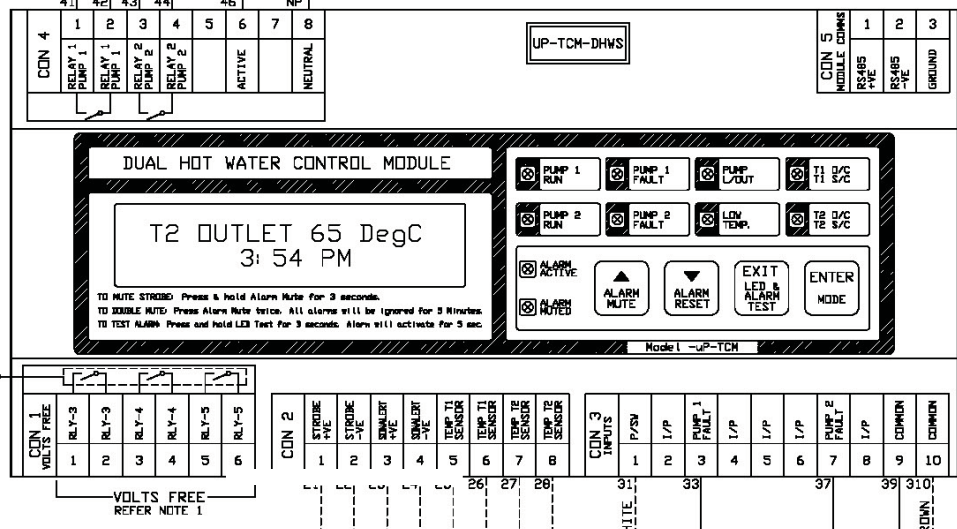 41 42 43 44 46 NP
CON 4
1 2 3 4 5 6 7 8
RELAY 1 PUMP 1
RELAY 1 PUMP 1
RELAY 2 PUMP 2
RELAY 2 PUMP 2
ACTIVE
NEUTRAL
UP-TCM-DHWS
CON 5
MODULE COMMS
1 2 3
RS485 +VE
RS485 -VE
GROUND
DUAL HOT WATER CONTROL MODULE
T2 OUTLET 65 DegC
3:54 PM
TO MUTE STROBE: Press & hold Alarm Mute for 3 seconds.
TO DOUBLE MUTE: Press Alarm Mute twice. All alarms will be ignored for 5 Minutes.
TO TEST ALARM: Press and hold LED Test for 3 seconds. Alarm will activate for 5 sec.
PUMP 1 RUN
PUMP 1 FAULT
PUMP L/OUT
T1 O/C T1 S/C
PUMP 2 RUN
PUMP 2 FAULT
LOW TEMP.
T2 O/C T2 S/C
ALARM ACTIVE
ALARM MUTED
ALARM MUTE
ALARM RESET
EXIT LED & ALARM TEST
ENTER MODE
Model -uP-TCM
CON 1
VOLTS FREE
RLY-3 RLY-3 RLY-4 RLY-4 RLY-5 RLY-5
1 2 3 4 5 6
VOLTS FREE
REFER NOTE 1
CON 2
STROBE +VE
STROBE -VE
SONALERT +VE
SONALERT -VE
TEMP T1 SENSOR
TEMP T1 SENSOR
TEMP T2 SENSOR
TEMP T2 SENSOR
1 2 3 4 5 6 7 8
26 27 28
CON 3
INPUTS
P/SW
I/P
PUMP 1 FAULT
I/P
I/P
I/P
PUMP 2 FAULT
I/P
COMMON
COMMON
1 2 3 4 5 6 7 8 9 10
31 33 37 39 310